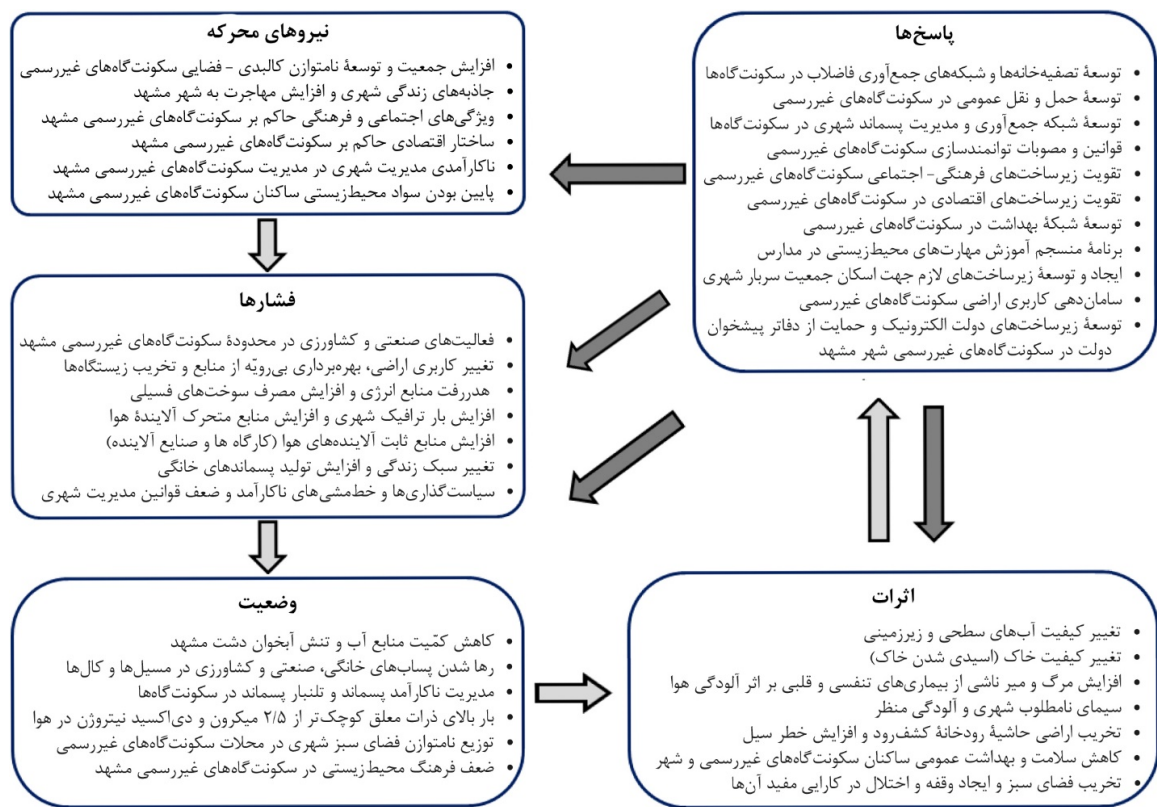 نیروهای محرکه
افزایش جمعیت و توسعۀ نامتوازن کالبدی - فضایی سکونت‌گاه‌های غیررسمی
جاذبه‌های زندگی شهری و افزایش مهاجرت به شهر مشهد
ویژگی‌های اجتماعی و فرهنگی حاکم بر سکونت‌گاه‌های غیررسمی مشهد
ساختار اقتصادی حاکم بر سکونت‌گاه‌های غیررسمی مشهد
ناکارآمدی مدیریت شهری در مدیریت سکونت‌گاه‌های غیررسمی مشهد
پایین بودن سواد محیط‌زیستی ساکنان سکونت‌گاه‌های غیررسمی مشهد
پاسخ‌ها
توسعۀ تصفیه‌خانه‌ها و شبکه‌های جمع‌آوری فاضلاب در سکونت‌گاه‌ها
توسعۀ حمل و نقل عمومی در سکونت‌گاه‌های غیررسمی
توسعۀ شبکه جمع‌آوری و مدیریت پسماند شهری در سکونت‌گاه‌ها
قوانین و مصوبات توانمندسازی سکونت‌گاه‌های غیررسمی
تقویت زیرساخت‌های فرهنگی- اجتماعی سکونت‌گاه‌های غیررسمی
تقویت زیرساخت‌های اقتصادی در سکونت‌گاه‌های غیررسمی
توسعۀ شبکۀ بهداشت در سکونت‌گاه‌های غیررسمی
برنامۀ منسجم آموزش مهارت‌های محیط‌زیستی در مدارس
ایجاد و توسعۀ زیرساخت‌های لازم جهت اسکان جمعیت سربار شهری
سامان‌دهی کاربری اراضی سکونت‌گاه‌های غیررسمی
توسعۀ زیرساخت‌های دولت الکترونیک و حمایت از دفاتر پیشخوان
دولت در سکونت‌گاه‌های غیررسمی شهر مشهد
فشارها
فعالیت‌های صنعتی و کشاورزی در محدودۀ سکونت‌گاه‌های غیررسمی مشهد
تغییر کاربری اراضی، بهره‌برداری بی‌رویّه از منابع و تخریب زیستگاه‌ها
هدررفت منابع انرژی و افزایش مصرف سوخت‌های فسیلی
افزایش بار ترافیک شهری و افزایش منابع متحرک آلایندۀ هوا
افزایش منابع ثابت آلاینده‌های هوا (کارگاه ها و صنایع آلاینده)
تغییر سبک زندگی و افزایش تولید پسماندهای خانگی
سیاست‌گذاری‌ها و خط‌مشی‌های ناکارآمد و ضعف قوانین مدیریت شهری
وضعیت
کاهش کمّیت منابع آب و تنش آبخوان دشت مشهد
رها شدن پساب‌های خانگی، صنعتی و کشاورزی در مسیل‌ها و کال‌ها
مدیریت ناکارآمد پسماند و تلنبار پسماند در سکونت‌گاه‌ها
بار بالای ذرات معلق کوچک‌تر از ۲/۵ میکرون و دی‌اکسید نیتروژن در هوا
توزیع نامتوازن فضای سبز شهری در محلات سکونت‌گاه‌های غیررسمی
ضعف فرهنگ محیط‌زیستی در سکونت‌گاه‌های غیررسمی مشهد
اثرات
تغییر کیفیت آب‌های سطحی و زیرزمینی
تغییر کیفیت خاک (اسیدی شدن خاک)
افزایش مرگ و میر ناشی از بیماری‌های تنفسی و قلبی بر اثر آلودگی هوا
سیمای نامطلوب شهری و آلودگی منظر
تخریب اراضی حاشیۀ رودخانۀ کشف‌رود و افزایش خطر سیل
کاهش سلامت و بهداشت عمومی ساکنان سکونت‌گاه‌های غیررسمی و شهر
تخریب فضای سبز و ایجاد وقفه و اختلال در کارایی مفید آن‌ها